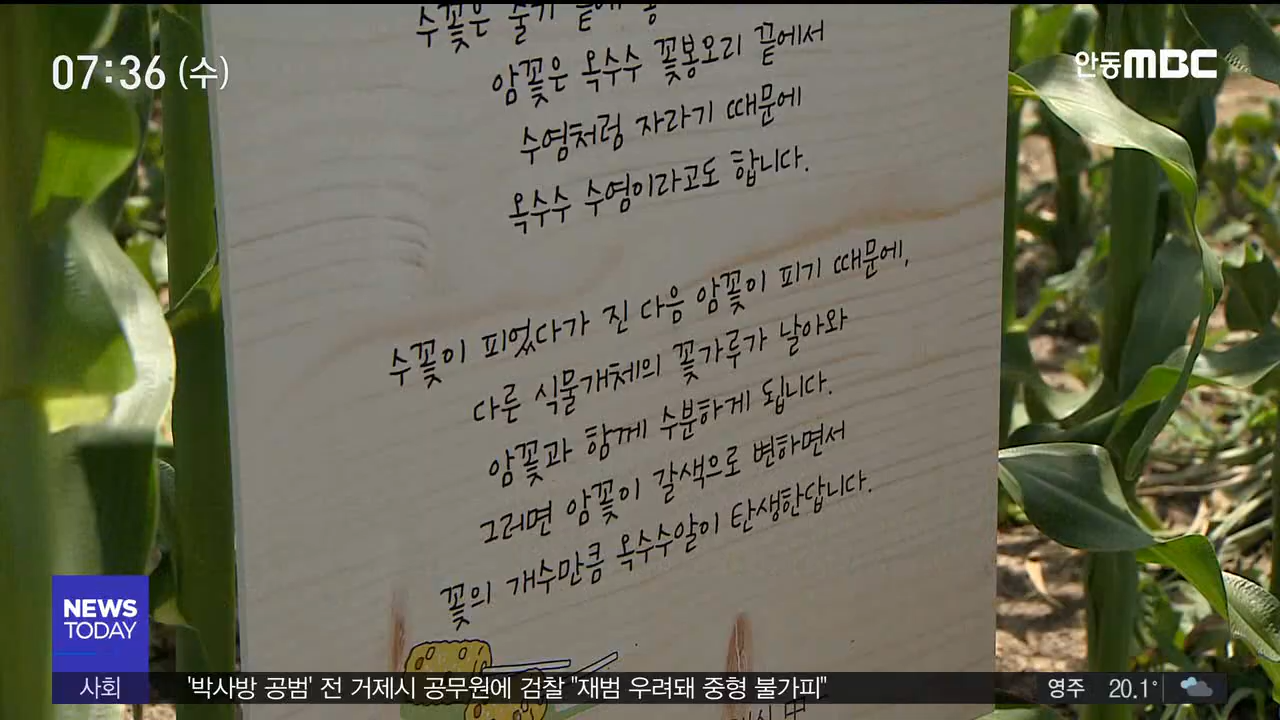 07:36 (수)
안동MBC
수꽃은 줄기 끝에
암꽃은 옥수수 꽃봉오리 끝에서
수염처럼 자라기 때문에
옥수수 수염이라고도 합니다.
수꽃이 피었다가 진 다음 암꽃이 피기 때문에,
다른 식물개체의 꽃가루가 날아와
암꽃과 함께 수분하게 됩니다.
그러면 암꽃이 갈색으로 변하면서
꽃의 개수만큼 옥수수알이 탄생한답니다.
NEWS
TODAY
사회
'박사방 공범' 전 거제시 공무원에 검찰 "재범 우려돼 중형 불가피"
영주 20.1°